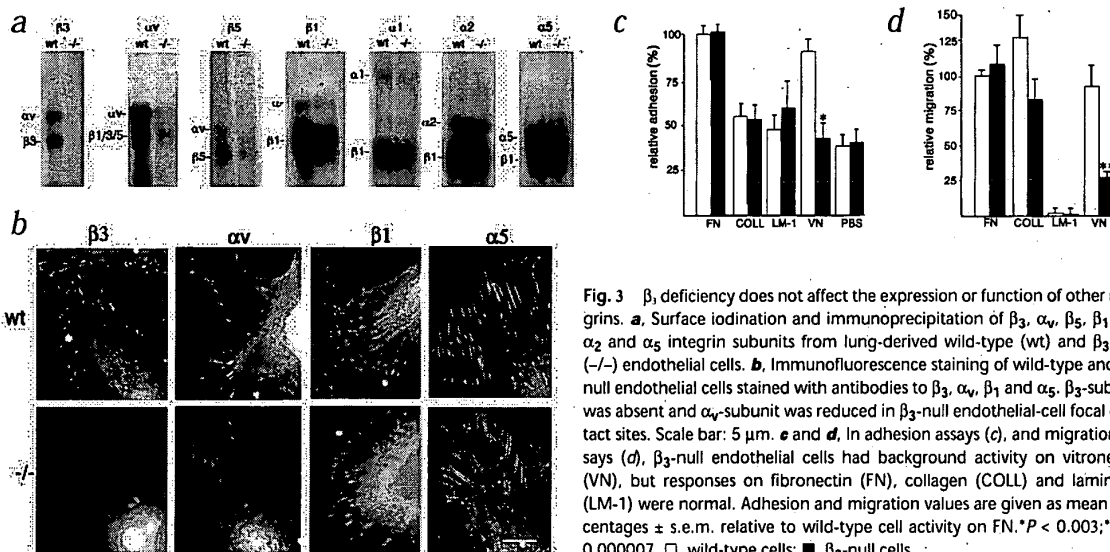 a
β3 αv β5 β1 α1 α2 α5
wt -/- wt -/- wt -/- wt -/- wt -/- wt -/- wt -/-
αv-
β3-
αv-
β1/3/5-
αv-
β5-
α-
β1-
α1-
β1-
α2-
β1-
α5-
β1-
b
β3 αv β1 α5
wt
-/-
c
relative adhesion (%)
100
75
50
25
*
FN COLL LM-1 VN PBS
d
relative migration (%)
150
125
100
75
50
25
FN COLL LM-1 VN
Fig. 3 β₃ deficiency does not affect the expression or function of other
grins. a, Surface iodination and immunoprecipitation of β₃, αᵥ, β₅, β₁
α₂ and α₅ integrin subunits from lung-derived wild-type (wt) and β₃
(–/–) endothelial cells. b, Immunofluorescence staining of wild-type and
null endothelial cells stained with antibodies to β₃, αᵥ, β₁ and α₅. β₃-sub
was absent and αᵥ-subunit was reduced in β₃-null endothelial-cell focal
tact sites. Scale bar: 5 μm. c and d, In adhesion assays (c), and migration
says (d), β₃-null endothelial cells had background activity on vitrone
(VN), but responses on fibronectin (FN), collagen (COLL) and lamin
(LM-1) were normal. Adhesion and migration values are given as mean
centages ± s.e.m. relative to wild-type cell activity on FN.*P < 0.003;*
0.000007. □, wild-type cells; ■, β₃-null cells.